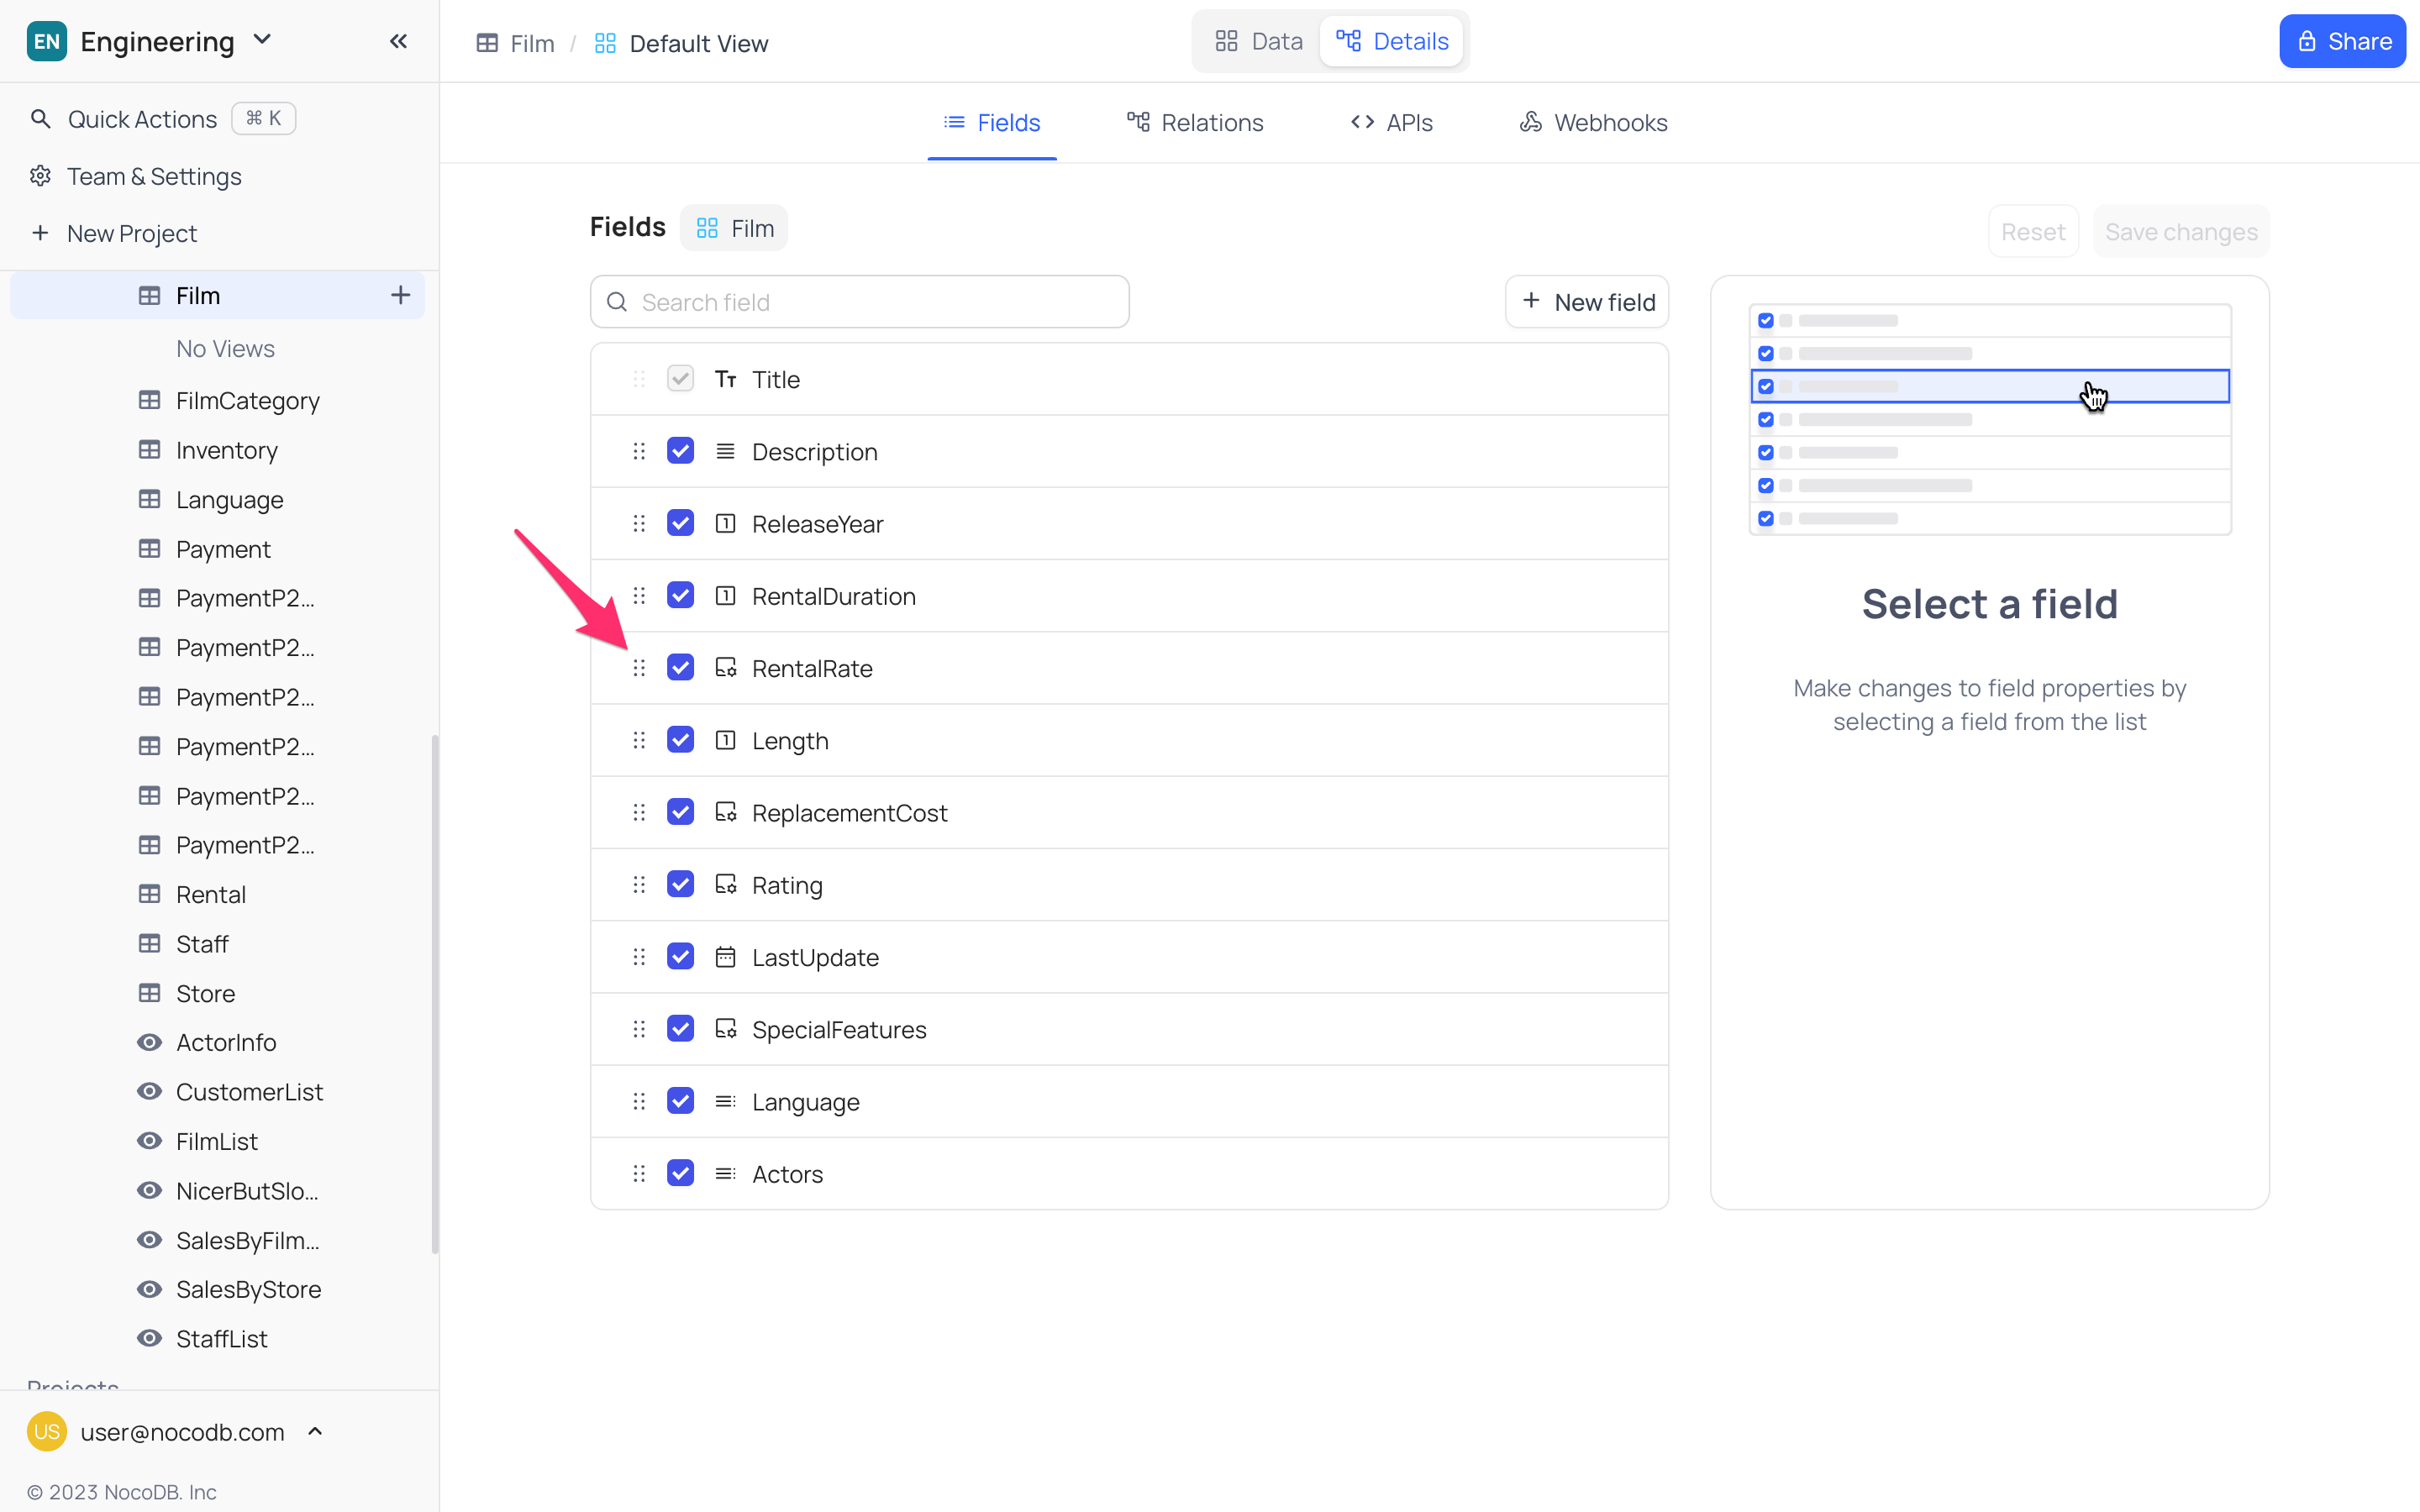 EN Engineering
Quick Actions ⌘ K
Team & Settings
New Project
Film
No Views
FilmCategory
Inventory
Language
Payment
PaymentP2...
PaymentP2...
PaymentP2...
PaymentP2...
PaymentP2...
PaymentP2...
Rental
Staff
Store
ActorInfo
CustomerList
FilmList
NicerButSlo...
SalesByFilm...
SalesByStore
StaffList
Projects
US user@nocodb.com
© 2023 NocoDB. Inc
Film / Default View
Data Details
Share
Fields Relations APIs Webhooks
Fields Film
Reset Save changes
Search field
New field
Title
Description
ReleaseYear
RentalDuration
RentalRate
Length
ReplacementCost
Rating
LastUpdate
SpecialFeatures
Language
Actors
Select a field
Make changes to field properties by
selecting a field from the list